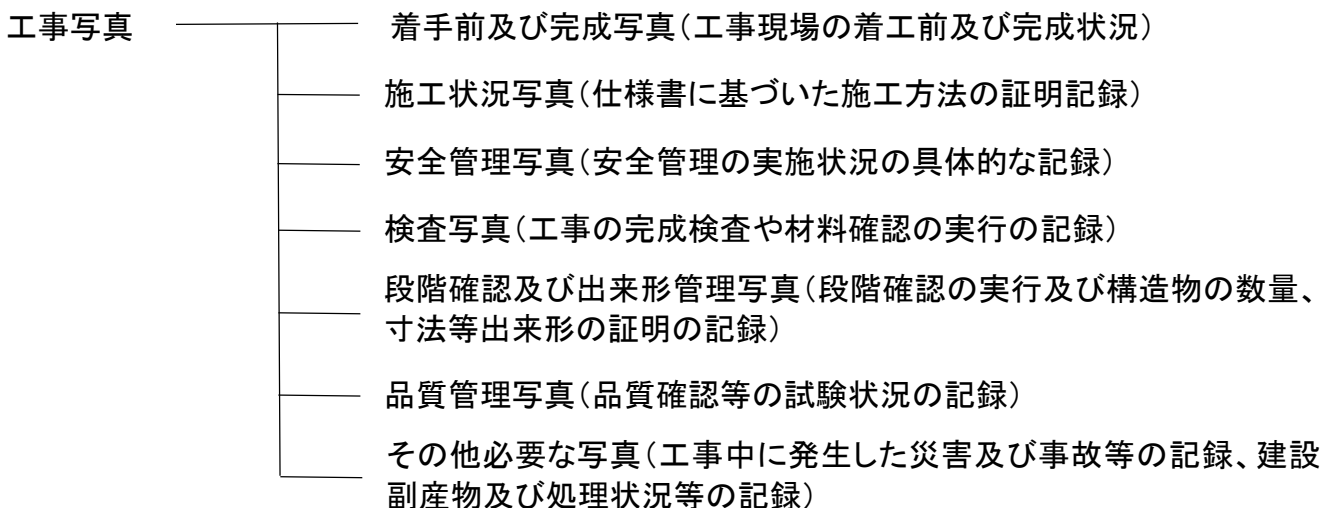 工事写真
着手前及び完成写真（工事現場の着工前及び完成状況）
施工状況写真（仕様書に基づいた施工方法の証明記録）
安全管理写真（安全管理の実施状況の具体的な記録）
検査写真（工事の完成検査や材料確認の実行の記録）
段階確認及び出来形管理写真（段階確認の実行及び構造物の数量、
寸法等出来形の証明の記録）
品質管理写真（品質確認等の試験状況の記録）
その他必要な写真（工事中に発生した災害及び事故等の記録、建設
副産物及び処理状況等の記録）